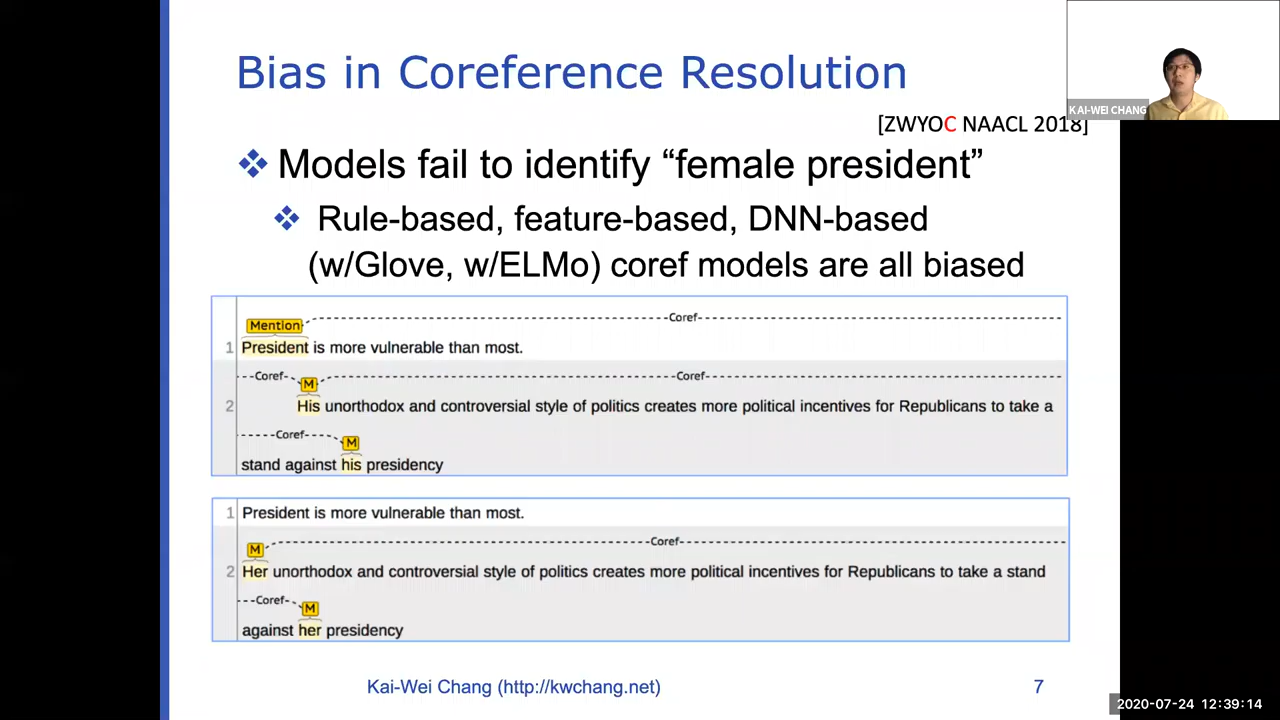 Bias in Coreference Resolution
KAI-WEI CHANG
[ZWYOC NAACL 2018]
Models fail to identify “female president”
Rule-based, feature-based, DNN-based
(w/Glove, w/ELMo) coref models are all biased
Coref
Mention
1 President is more vulnerable than most.
Coref M Coref
2 His unorthodox and controversial style of politics creates more political incentives for Republicans to take a
Coref M
stand against his presidency
1 President is more vulnerable than most.
Coref
M
2 Her unorthodox and controversial style of politics creates more political incentives for Republicans to take a stand
Coref M
against her presidency
Kai-Wei Chang (http://kwchang.net)
7
2020-07-24 12:39:14